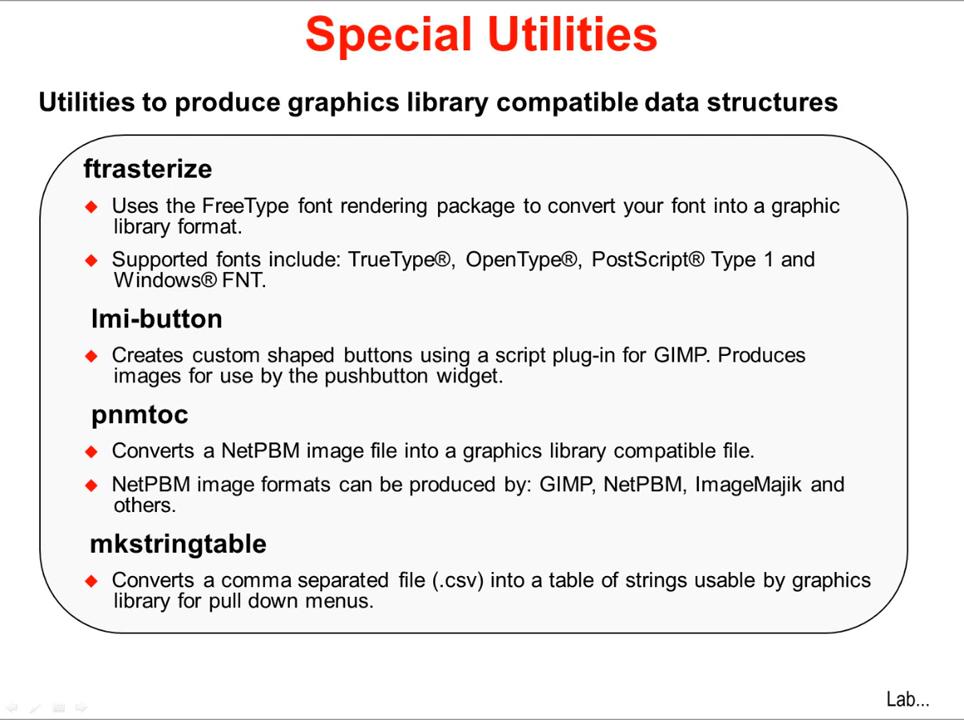 Special Utilities
Utilities to produce graphics library compatible data structures
ftrasterize
Uses the FreeType font rendering package to convert your font into a graphic
library format.
Supported fonts include: TrueType®, OpenType®, PostScript® Type 1 and
Windows® FNT.
lmi-button
Creates custom shaped buttons using a script plug-in for GIMP. Produces
images for use by the pushbutton widget.
pnmtoc
Converts a NetPBM image file into a graphics library compatible file.
NetPBM image formats can be produced by: GIMP, NetPBM, ImageMajik and
others.
mkstringtable
Converts a comma separated file (.csv) into a table of strings usable by graphics
library for pull down menus.
Lab...